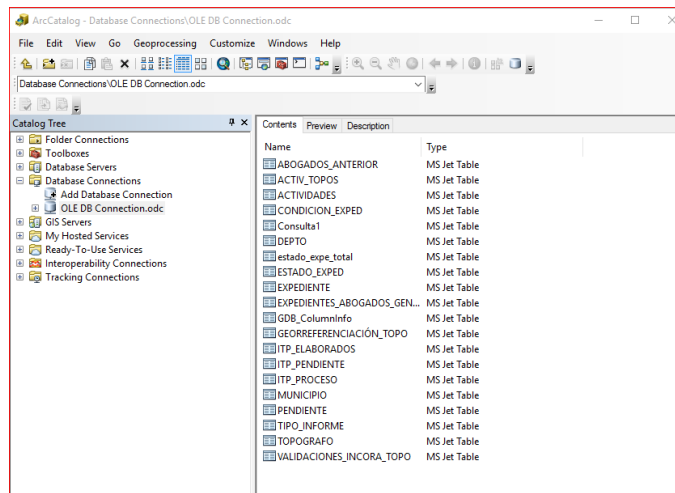 ArcCatalog - Database Connections\OLE DB Connection.odc
File Edit View Go Geoprocessing Customize Windows Help
Database Connections\OLE DB Connection.odc
Catalog Tree
Folder Connections
Toolboxes
Database Servers
Database Connections
Add Database Connection
OLE DB Connection.odc
GIS Servers
My Hosted Services
Ready-To-Use Services
Interoperability Connections
Tracking Connections
Contents Preview Description
Name Type
ABOGADOS_ANTERIOR MS Jet Table
ACTIV_TOPOS MS Jet Table
ACTIVIDADES MS Jet Table
CONDICION_EXPED MS Jet Table
Consulta1 MS Jet Table
DEPTO MS Jet Table
estado_expe_total MS Jet Table
ESTADO_EXPED MS Jet Table
EXPEDIENTE MS Jet Table
EXPEDIENTES_ABOGADOS_GEN... MS Jet Table
GDB_ColumnInfo MS Jet Table
GEORREFERENCIACIÓN_TOPO MS Jet Table
ITP_ELABORADOS MS Jet Table
ITP_PENDIENTE MS Jet Table
ITP_PROCESO MS Jet Table
MUNICIPIO MS Jet Table
PENDIENTE MS Jet Table
TIPO_INFORME MS Jet Table
TOPOGRAFO MS Jet Table
VALIDACIONES_INCORA_TOPO MS Jet Table